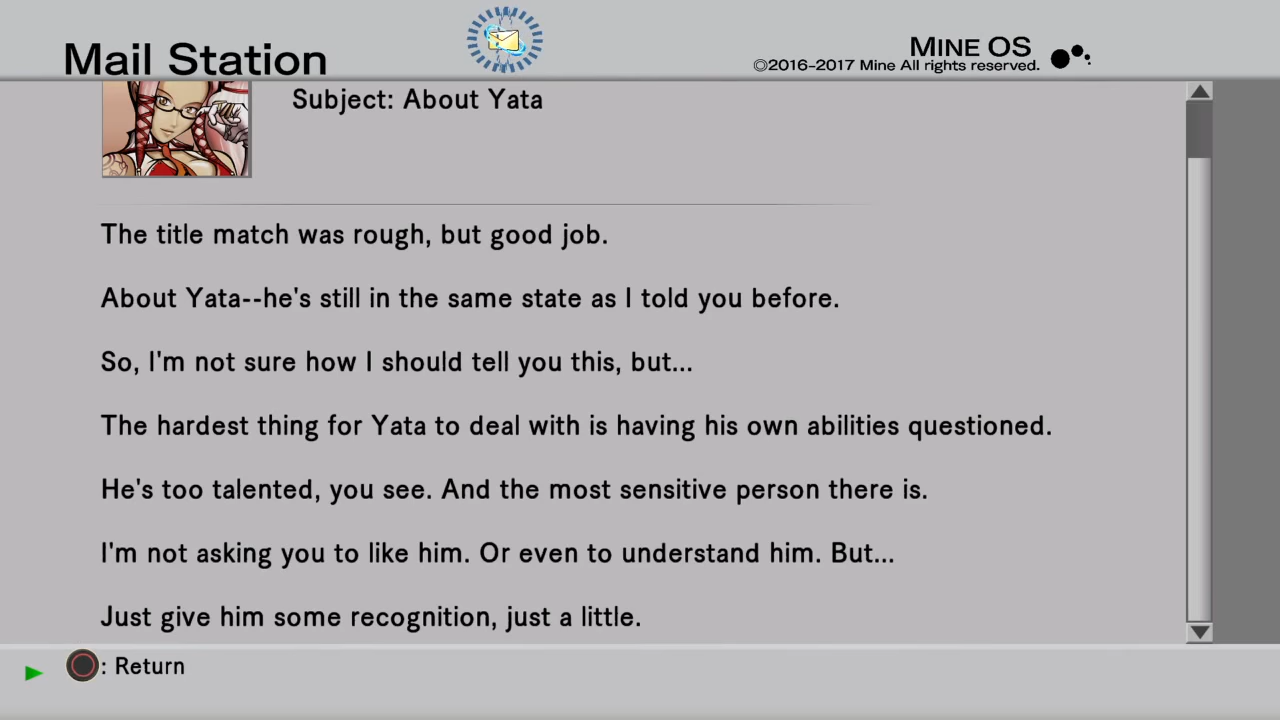 Mail Station
MINE OS
©2016-2017 Mine All rights reserved.
Subject: About Yata
The title match was rough, but good job.
About Yata--he's still in the same state as I told you before.
So, I'm not sure how I should tell you this, but...
The hardest thing for Yata to deal with is having his own abilities questioned.
He's too talented, you see. And the most sensitive person there is.
I'm not asking you to like him. Or even to understand him. But...
Just give him some recognition, just a little.
: Return